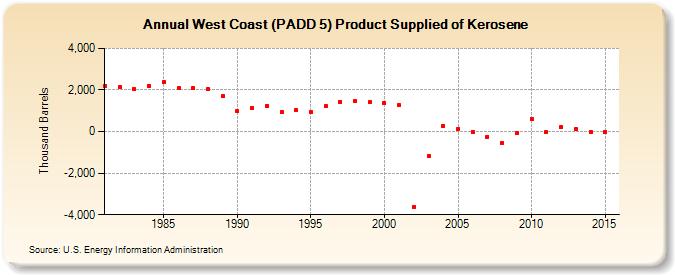 Annual West Coast (PADD 5) Product Supplied of Kerosene
Thousand Barrels
4,000
2,000
0
-2,000
-4,000
1985 1990 1995 2000 2005 2010 2015
Source: U.S. Energy Information Administration